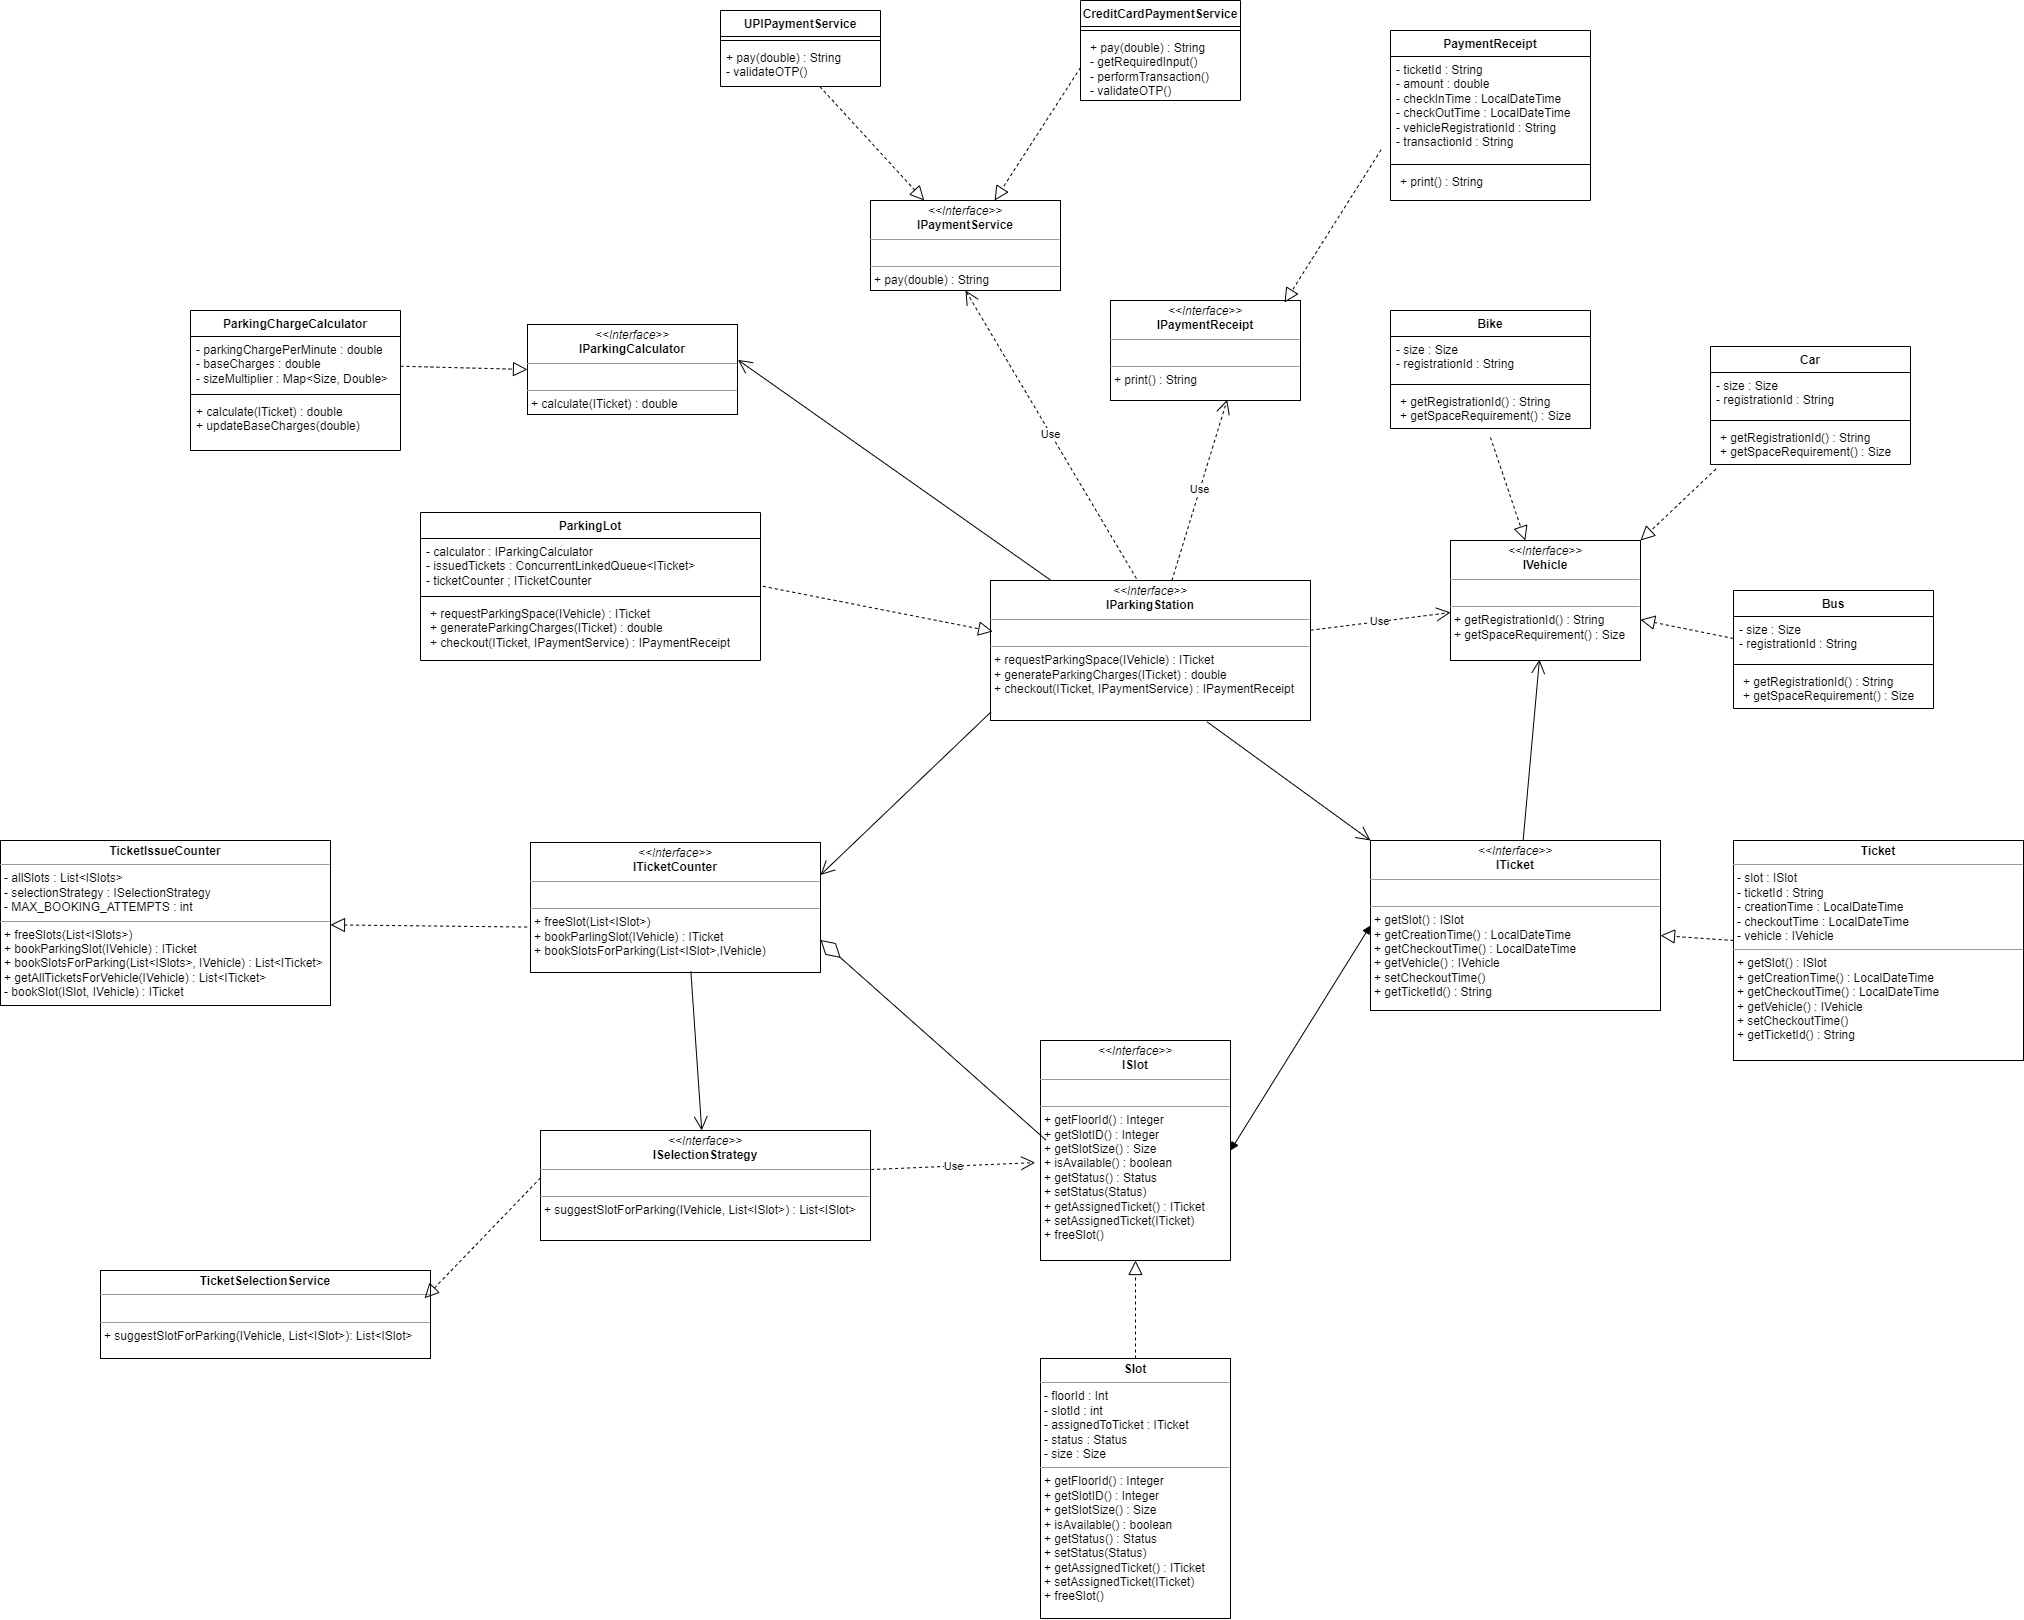 UPIPaymentService
+ pay(double) : String
- validateOTP()
CreditCardPaymentService
+ pay(double) : String
- getRequiredInput()
- performTransaction()
- validateOTP()
PaymentReceipt
- ticketId : String
- amount : double
- checkInTime : LocalDateTime
- checkOutTime : LocalDateTime
- vehicleRegistrationId : String
- transactionId : String
+ print() : String
<<Interface>>
IPaymentService
+ pay(double) : String
<<Interface>>
IPaymentReceipt
+ print() : String
ParkingChargeCalculator
- parkingChargePerMinute : double
- baseCharges : double
- sizeMultiplier : Map<Size, Double>
+ calculate(ITicket) : double
+ updateBaseCharges(double)
<<Interface>>
IParkingCalculator
+ calculate(ITicket) : double
Bike
- size : Size
- registrationId : String
+ getRegistrationId() : String
+ getSpaceRequirement() : Size
Car
- size : Size
- registrationId : String
+ getRegistrationId() : String
+ getSpaceRequirement() : Size
Use
Use
ParkingLot
- calculator : IParkingCalculator
- issuedTickets : ConcurrentLinkedQueue<ITicket>
- ticketCounter ; ITicketCounter
+ requestParkingSpace(IVehicle) : ITicket
+ generateParkingCharges(ITicket) : double
+ checkout(ITicket, IPaymentService) : IPaymentReceipt
<<Interface>>
IParkingStation
+ requestParkingSpace(IVehicle) : ITicket
+ generateParkingCharges(ITicket) : double
+ checkout(ITicket, IPaymentService) : IPaymentReceipt
Use
<<Interface>>
IVehicle
+ getRegistrationId() : String
+ getSpaceRequirement() : Size
Bus
- size : Size
- registrationId : String
+ getRegistrationId() : String
+ getSpaceRequirement() : Size
TicketIssueCounter
- allSlots : List<ISlots>
- selectionStrategy : ISelectionStrategy
- MAX_BOOKING_ATTEMPTS : int
+ freeSlots(List<ISlots>)
+ bookParkingSlot(IVehicle) : ITicket
+ bookSlotsForParking(List<ISlots>, IVehicle) : List<ITicket>
+ getAllTicketsForVehicle(IVehicle) : List<ITicket>
- bookSlot(ISlot, IVehicle) : ITicket
<<Interface>>
ITicketCounter
+ freeSlot(List<ISlot>)
+ bookParlingSlot(IVehicle) : ITicket
+ bookSlotsForParking(List<ISlot>,IVehicle)
<<Interface>>
ITicket
+ getSlot() : ISlot
+ getCreationTime() : LocalDateTime
+ getCheckoutTime() : LocalDateTime
+ getVehicle() : IVehicle
+ setCheckoutTime()
+ getTicketId() : String
Ticket
- slot : ISlot
- ticketId : String
- creationTime : LocalDateTime
- checkoutTime : LocalDateTime
- vehicle : IVehicle
+ getSlot() : ISlot
+ getCreationTime() : LocalDateTime
+ getCheckoutTime() : LocalDateTime
+ getVehicle() : IVehicle
+ setCheckoutTime()
+ getTicketId() : String
<<Interface>>
ISlot
+ getFloorId() : Integer
+ getSlotID() : Integer
+ getSlotSize() : Size
+ isAvailable() : boolean
+ getStatus() : Status
+ setStatus(Status)
+ getAssignedTicket() : ITicket
+ setAssignedTicket(ITicket)
+ freeSlot()
<<Interface>>
ISelectionStrategy
+ suggestSlotForParking(IVehicle, List<ISlot>) : List<ISlot>
Use
TicketSelectionService
+ suggestSlotForParking(IVehicle, List<ISlot>): List<ISlot>
Slot
- floorId : Int
- slotId : int
- assignedToTicket : ITicket
- status : Status
- size : Size
+ getFloorId() : Integer
+ getSlotID() : Integer
+ getSlotSize() : Size
+ isAvailable() : boolean
+ getStatus() : Status
+ setStatus(Status)
+ getAssignedTicket() : ITicket
+ setAssignedTicket(ITicket)
+ freeSlot()